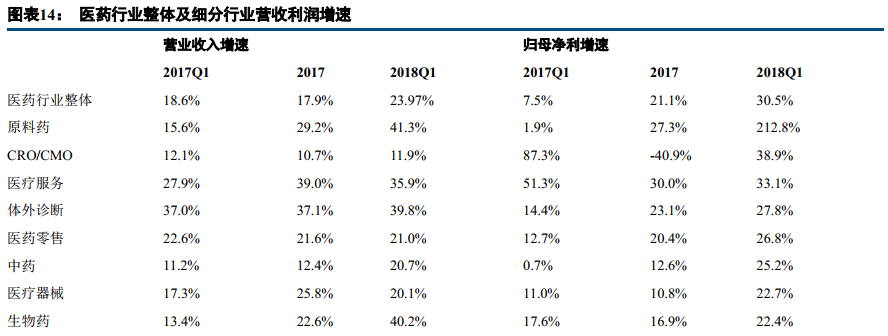 图表14： 医药行业整体及细分行业营收利润增速
营业收入增速 归母净利增速
2017Q1 2017 2018Q1 2017Q1 2017 2018Q1
医药行业整体 18.6% 17.9% 23.97% 7.5% 21.1% 30.5%
原料药 15.6% 29.2% 41.3% 1.9% 27.3% 212.8%
CRO/CMO 12.1% 10.7% 11.9% 87.3% -40.9% 38.9%
医疗服务 27.9% 39.0% 35.9% 51.3% 30.0% 33.1%
体外诊断 37.0% 37.1% 39.8% 14.4% 23.1% 27.8%
医药零售 22.6% 21.6% 21.0% 12.7% 20.4% 26.8%
中药 11.2% 12.4% 20.7% 0.7% 12.6% 25.2%
医疗器械 17.3% 25.8% 20.1% 11.0% 10.8% 22.7%
生物药 13.4% 22.6% 40.2% 17.6% 16.9% 22.4%